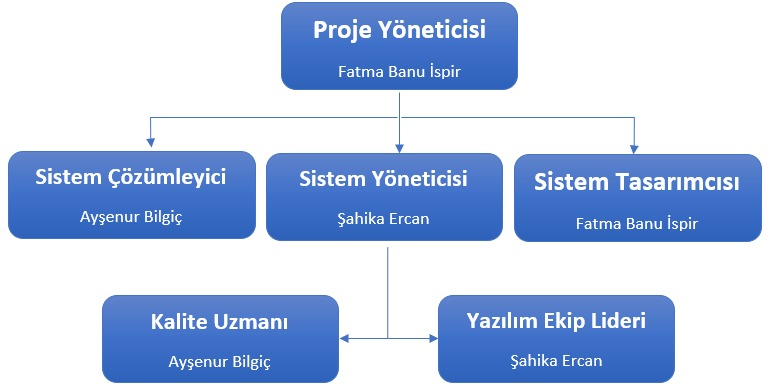 Proje Yöneticisi
Fatma Banu İspir
Sistem Çözümleyici
Ayşenur Bilgiç
Sistem Yöneticisi
Şahika Ercan
Sistem Tasarımcısı
Fatma Banu İspir
Kalite Uzmanı
Ayşenur Bilgiç
Yazılım Ekip Lideri
Şahika Ercan